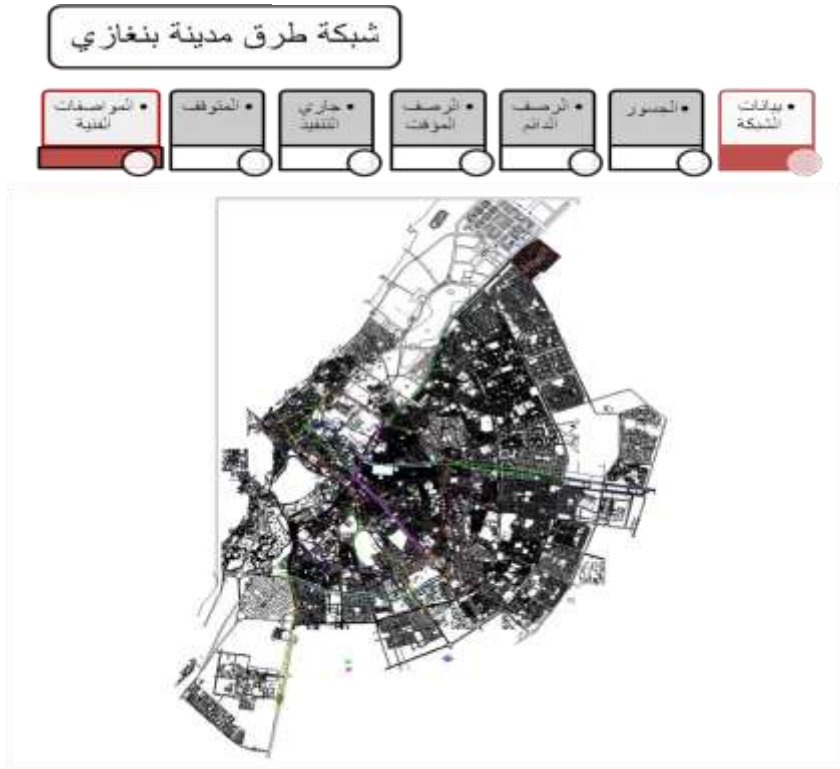 شبكة طرق مدينة بنغازي
• بيانات
الشبكة
• الجسور
• الرصف
الدائم
• الرصف
المؤقت
• جاري
التنفيذ
• المتوقف
• المواصفات
الفنية